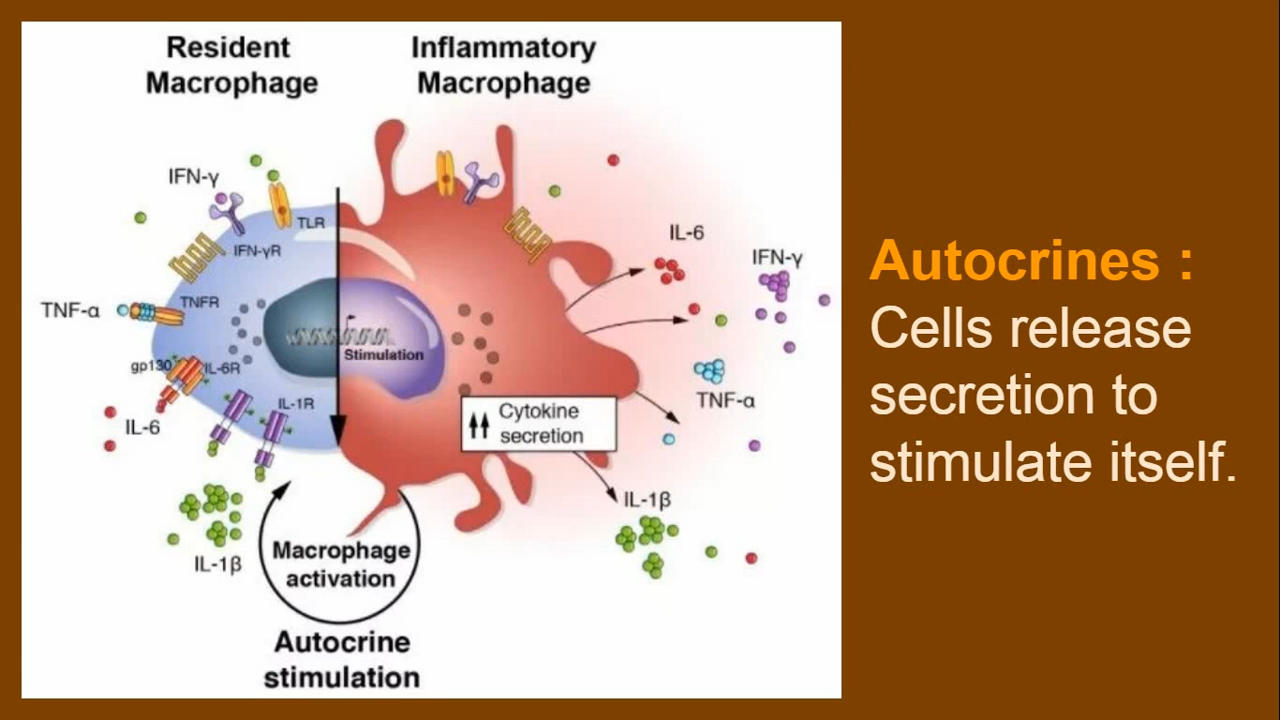 Resident
Macrophage
Inflammatory
Macrophage
IFN-γ
TLR
IFN-γR
TNFR
TNF-α
gp130
IL-6R
IL-6
IL-1R
IL-1β
Stimulation
Cytokine
secretion
IL-6
IFN-γ
TNF-α
IL-1β
Macrophage
activation
Autocrine
stimulation
Autocrines :
Cells release
secretion to
stimulate itself.